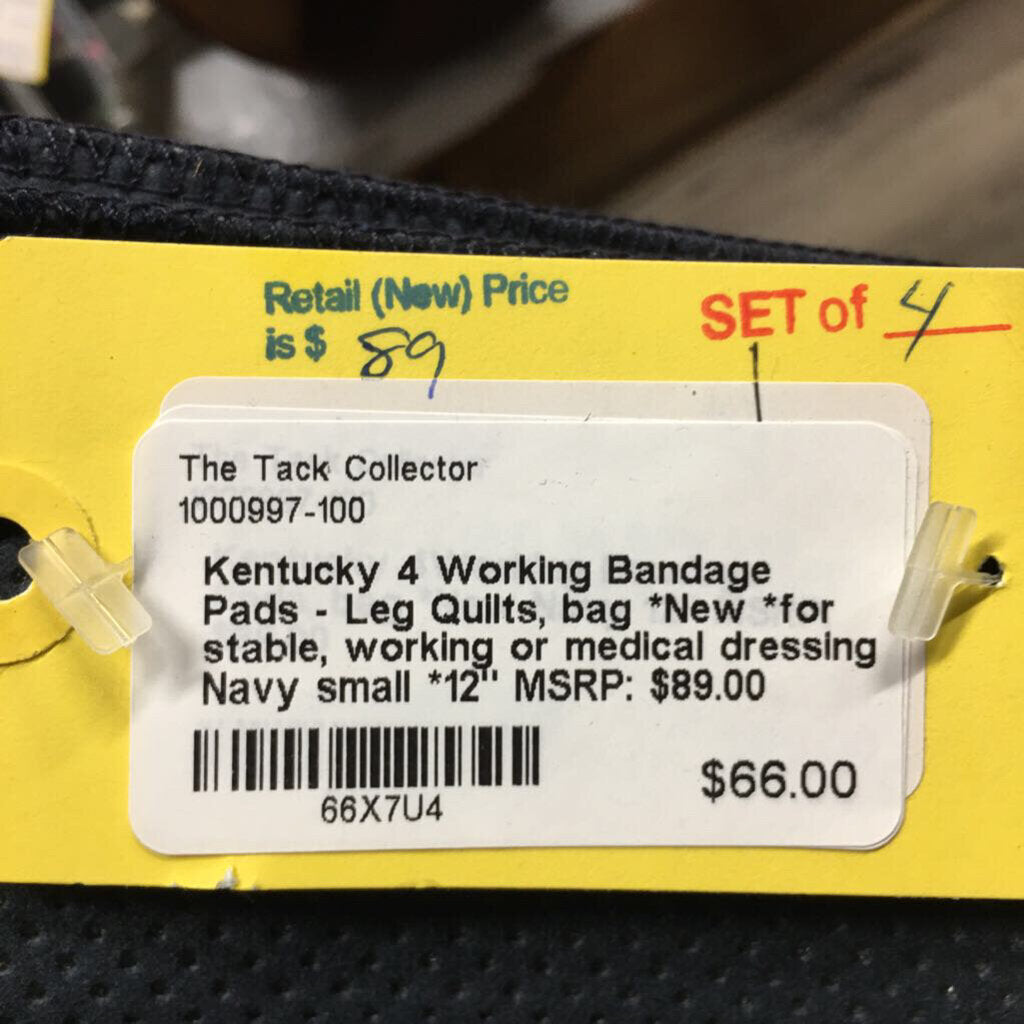 Retail (New) Price
is $ 89
SET of 4
The Tack Collector
1000997-100
Kentucky 4 Working Bandage
Pads - Leg Quilts, bag *New *for
stable, working or medical dressing
Navy small *12" MSRP: $89.00
66X7U4
$66.00